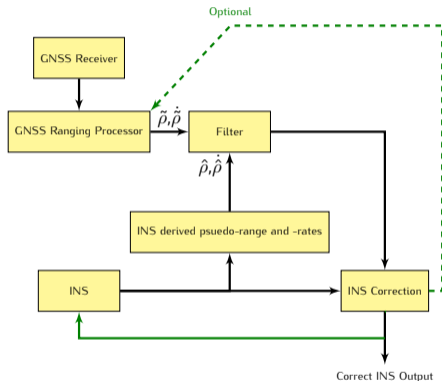 Optional
GNSS Receiver
GNSS Ranging Processor
ρ̃,ρ̃̇
Filter
ρ̂,ρ̂̇
INS derived psuedo-range and -rates
INS
INS Correction
Correct INS Output